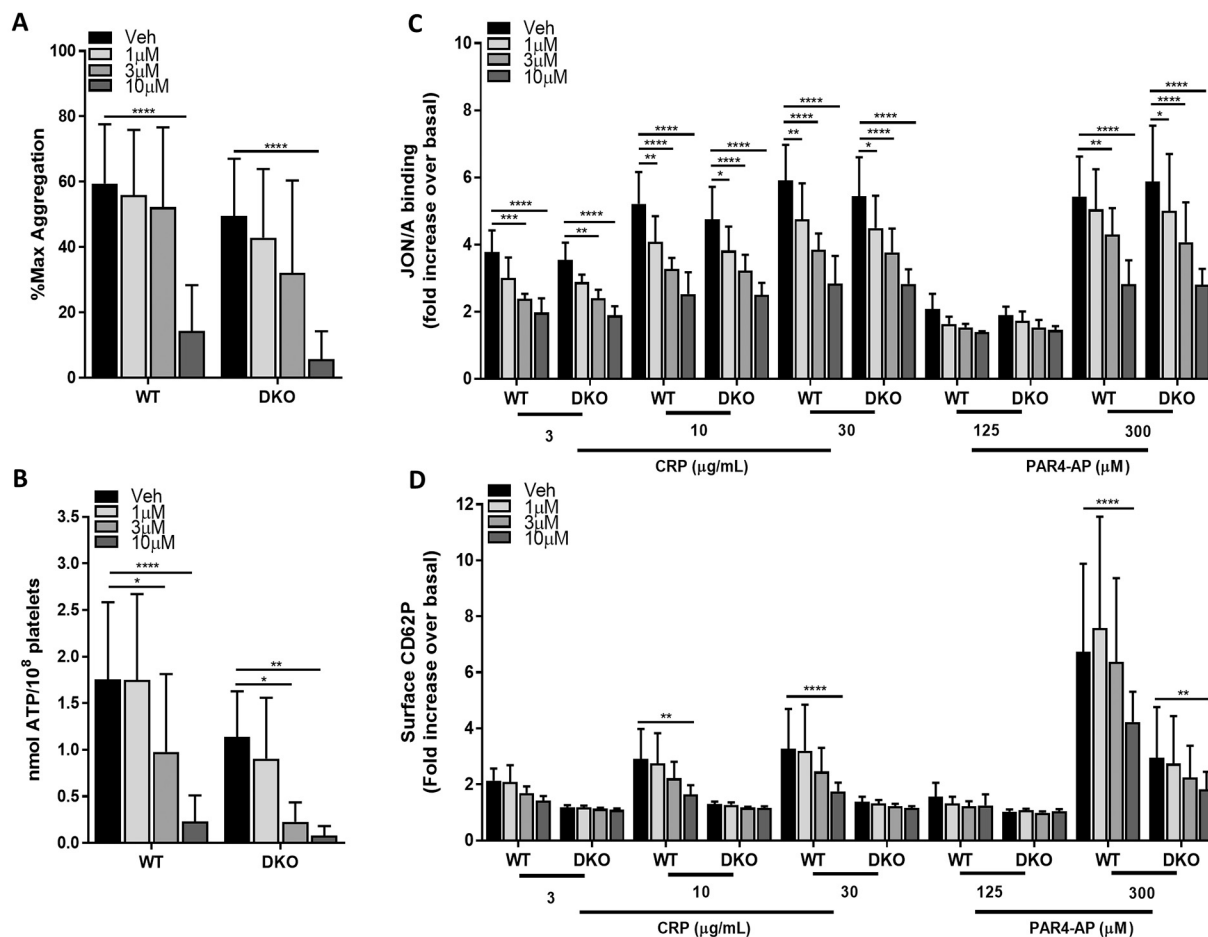 A
Veh
1μM
3μM
10μM
100
80
60
40
20
0
%Max Aggregation
****
****
WT
DKO
B
Veh
1μM
3μM
10μM
3.5
3.0
2.5
2.0
1.5
1.0
0.5
0.0
nmol ATP/10⁸ platelets
****
*
**
*
WT
DKO
C
Veh
1μM
3μM
10μM
10
8
6
4
2
0
JON/A binding
(fold increase over basal)
****
***
****
**
****
****
**
****
****
*
****
****
**
****
****
*
****
**
****
****
*
WT DKO WT DKO WT DKO WT DKO WT DKO
3 10 30 125 300
CRP (μg/mL) PAR4-AP (μM)
D
Veh
1μM
3μM
10μM
12
10
8
6
4
2
0
Surface CD62P
(Fold increase over basal)
**
****
****
**
WT DKO WT DKO WT DKO WT DKO WT DKO
3 10 30 125 300
CRP (μg/mL) PAR4-AP (μM)